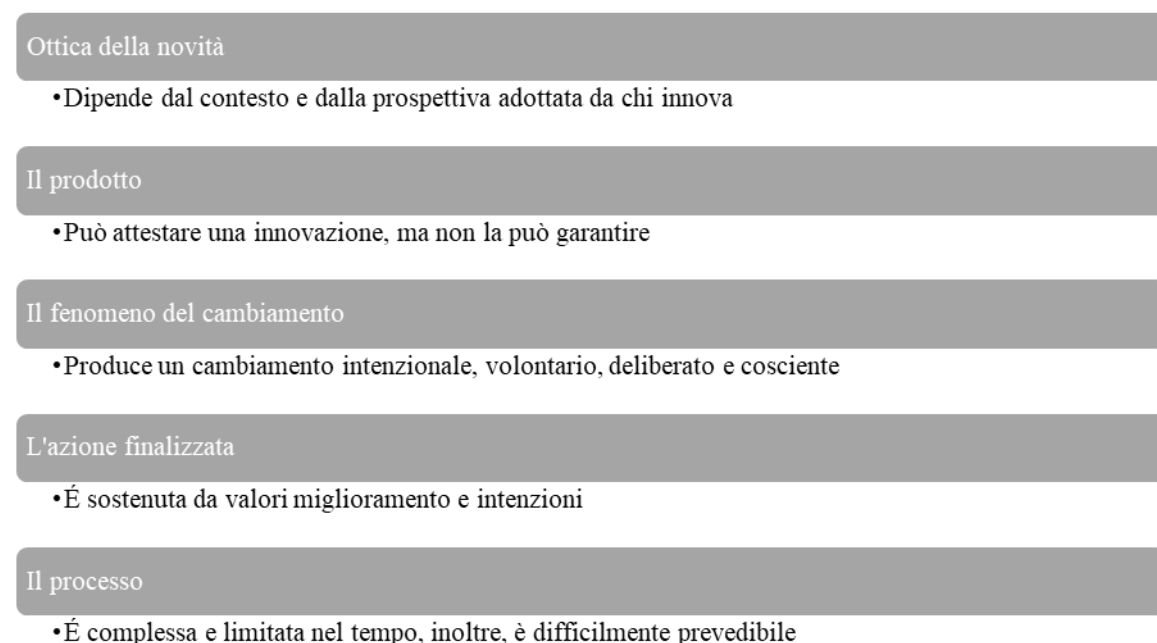 Ottica della novità
•Dipende dal contesto e dalla prospettiva adottata da chi innova
Il prodotto
•Può attestare una innovazione, ma non la può garantire
Il fenomeno del cambiamento
•Produce un cambiamento intenzionale, volontario, deliberato e cosciente
L'azione finalizzata
•É sostenuta da valori miglioramento e intenzioni
Il processo
•É complessa e limitata nel tempo, inoltre, è difficilmente prevedibile